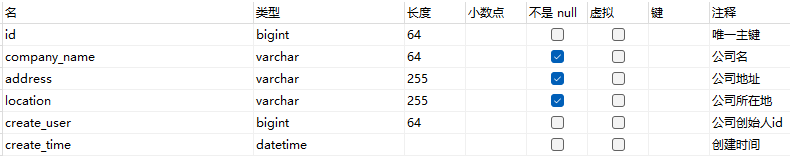 名 类型 长度 小数点 不是 null 虚拟 键 注释
id bigint 64 唯一主键
company_name varchar 64 公司名
address varchar 255 公司地址
location varchar 255 公司所在地
create_user bigint 64 公司创始人id
create_time datetime 创建时间